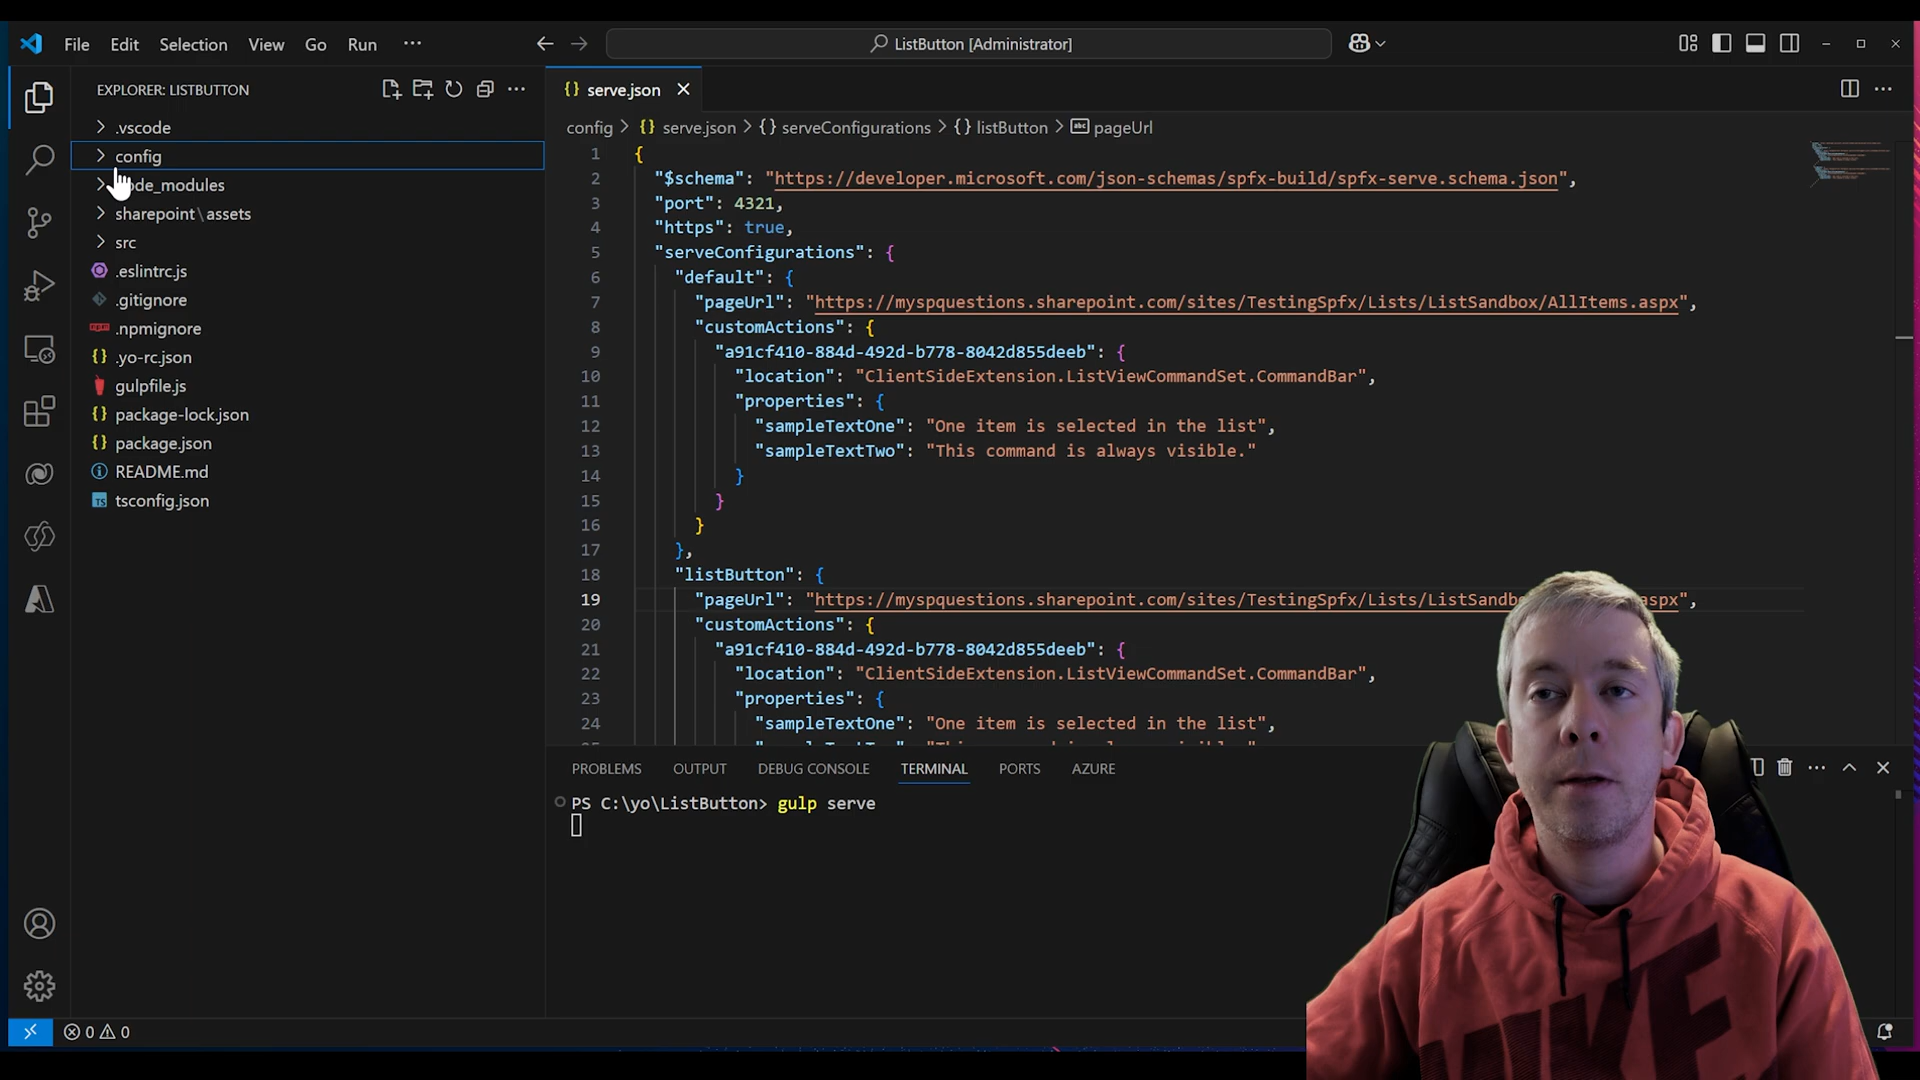 File Edit Selection View Go Run ···
ListButton [Administrator]
EXPLORER: LISTBUTTON
.vscode
config
node_modules
sharepoint\assets
src
.eslintrc.js
.gitignore
.npmignore
.yo-rc.json
gulpfile.js
package-lock.json
package.json
README.md
tsconfig.json
serve.json
config > {} serve.json > {} serveConfigurations > {} listButton > abc pageUrl
1 {
2 "$schema": "https://developer.microsoft.com/json-schemas/spfx-build/spfx-serve.schema.json",
3 "port": 4321,
4 "https": true,
5 "serveConfigurations": {
6 "default": {
7 "pageUrl": "https://myspquestions.sharepoint.com/sites/TestingSpfx/Lists/ListSandbox/AllItems.aspx",
8 "customActions": {
9 "a91cf410-884d-492d-b778-8042d855deeb": {
10 "location": "ClientSideExtension.ListViewCommandSet.CommandBar",
11 "properties": {
12 "sampleTextOne": "One item is selected in the list",
13 "sampleTextTwo": "This command is always visible."
14 }
15 }
16 }
17 },
18 "listButton": {
19 "pageUrl": "https://myspquestions.sharepoint.com/sites/TestingSpfx/Lists/ListSandbo aspx",
20 "customActions": {
21 "a91cf410-884d-492d-b778-8042d855deeb": {
22 "location": "ClientSideExtension.ListViewCommandSet.CommandBar",
23 "properties": {
24 "sampleTextOne": "One item is selected in the list",
PROBLEMS OUTPUT DEBUG CONSOLE TERMINAL PORTS AZURE
PS C:\yo\ListButton> gulp serve
0 0